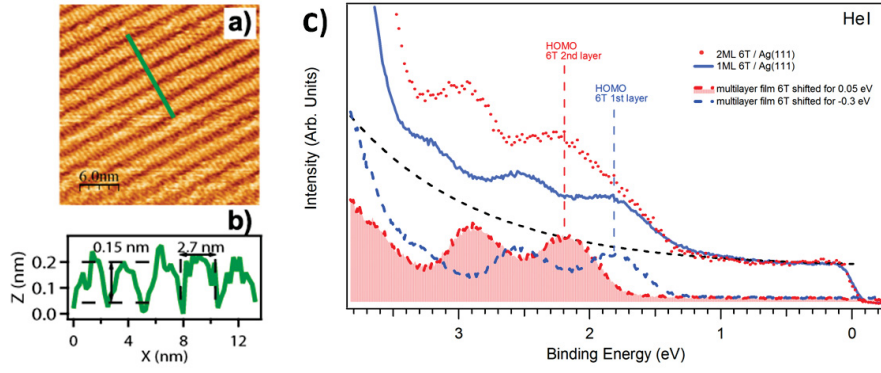 a)
6.0nm
b)
0.15 nm
2.7 nm
Z (nm)
0.2
0.1
0.0
0 4 8 12
X (nm)
c)
HeI
HOMO
6T 2nd layer
HOMO
6T 1st layer
2ML 6T / Ag(111)
1ML 6T / Ag(111)
multilayer film 6T shifted for 0.05 eV
multilayer film 6T shifted for -0.3 eV
Intensity (Arb. Units)
3 2 1 0
Binding Energy (eV)